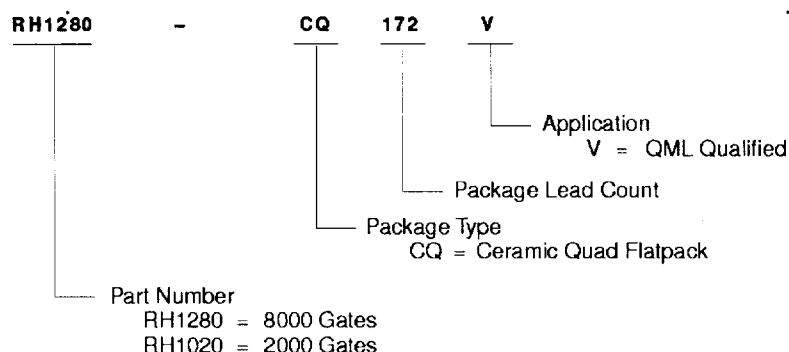 RH1280 - CQ 172 V
Application
V = QML Qualified
Package Lead Count
Package Type
CQ = Ceramic Quad Flatpack
Part Number
RH1280 = 8000 Gates
RH1020 = 2000 Gates